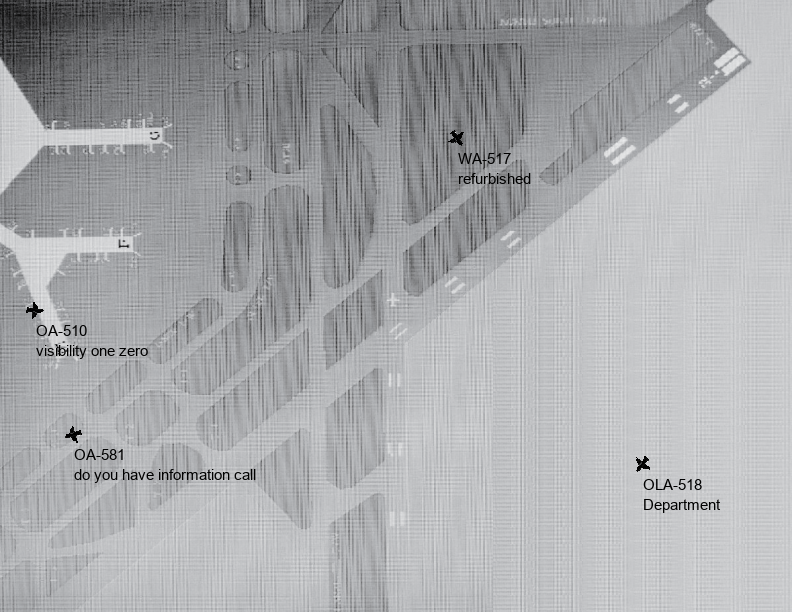 WA-517
refurbished
G
F
OA-510
visibility one zero
OA-581
do you have information call
OLA-518
Department